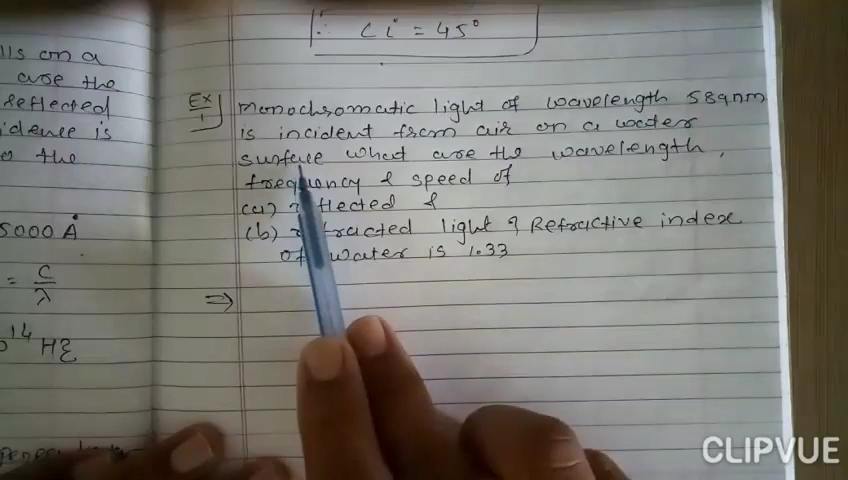 lls on a
are the
Reflected
idence is
the
5000 Å
= C
λ
14 HZ
∴ ∠i = 45°
Ex 1
Monochromatic light of wavelength 589nm
is incident from air on a water
surface what are the wavelength,
frequency & speed of
(a) reflected &
(b) refracted light ? Refractive index
of water is 1.33
⇒
CLIPVUE